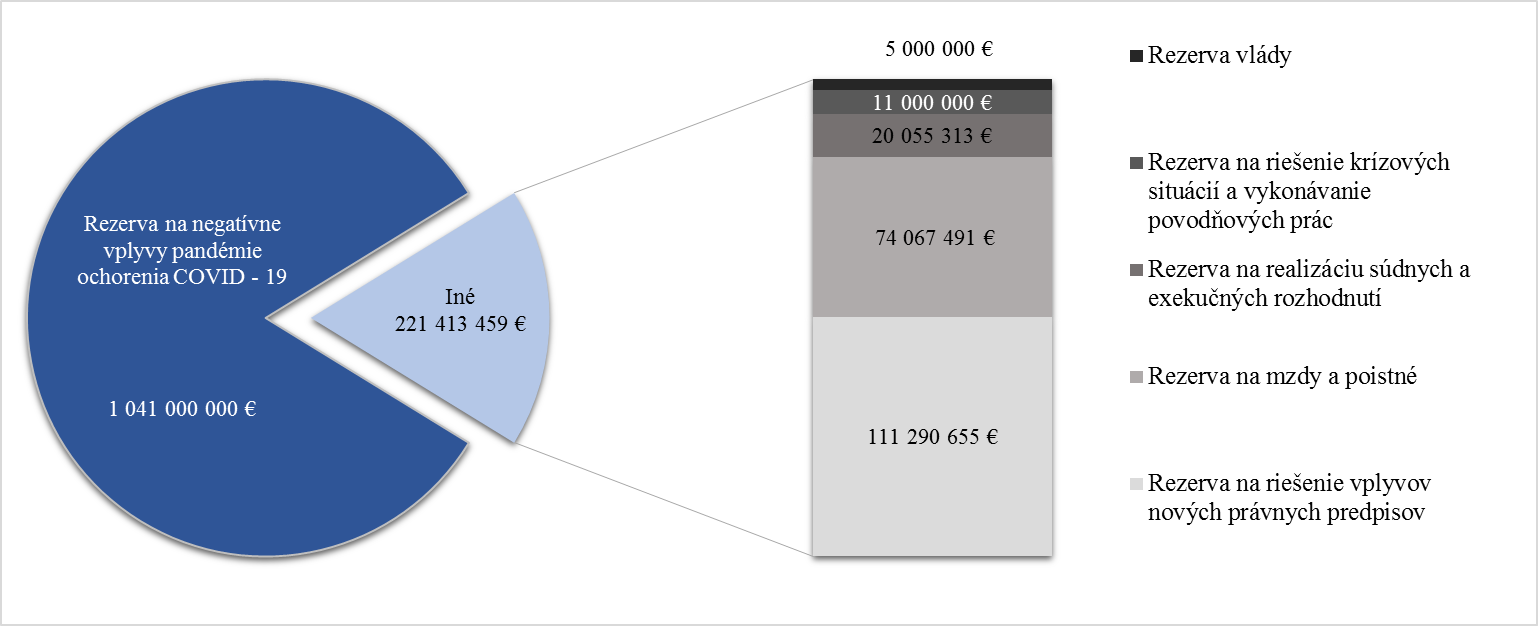 Rezerva na negatívne
vplyvy pandémie
ochorenia COVID - 19
1 041 000 000 €
Iné
221 413 459 €
5 000 000 €
11 000 000 €
20 055 313 €
74 067 491 €
111 290 655 €
Rezerva vlády
Rezerva na riešenie krízových
situácií a vykonávanie
povodňových prác
Rezerva na realizáciu súdnych a
exekučných rozhodnutí
Rezerva na mzdy a poistné
Rezerva na riešenie vplyvov
nových právnych predpisov